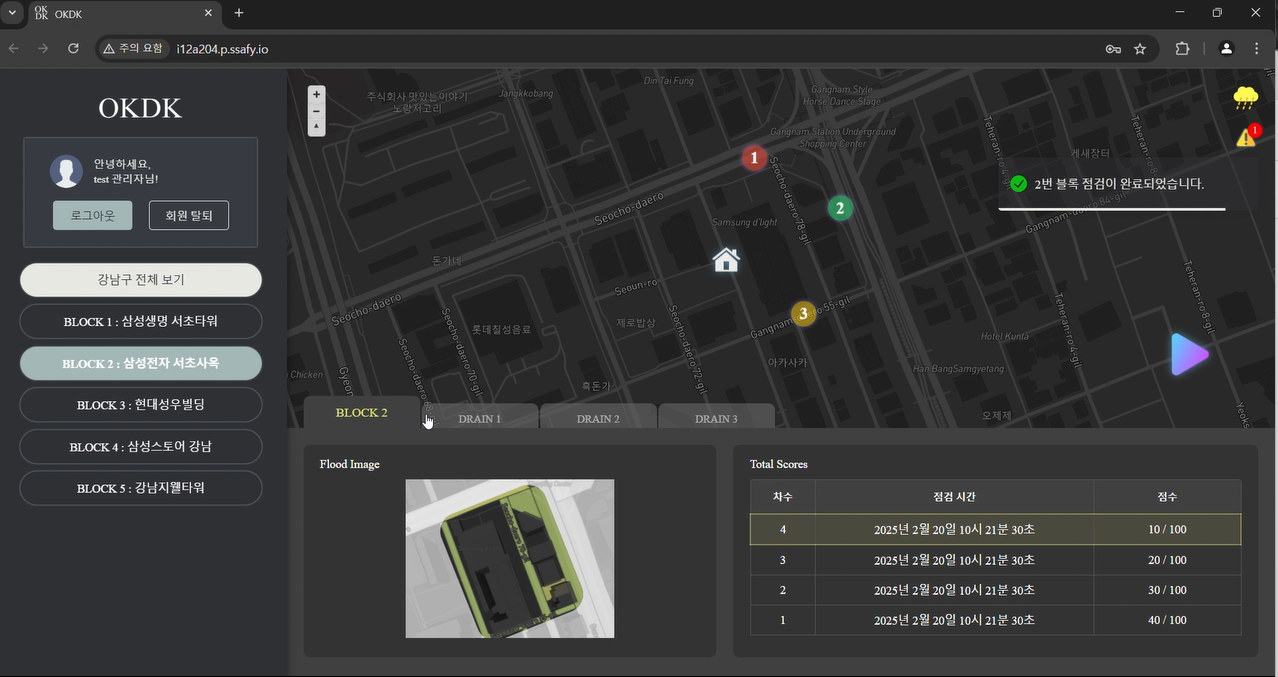 OK
DK
OKDK
주의 요함
i12a204.p.ssafy.io
OKDK
안녕하세요,
test 관리자님!
로그아웃
회원 탈퇴
강남구 전체 보기
BLOCK 1 : 삼성생명 서초타워
BLOCK 2 : 삼성전자 서초사옥
BLOCK 3 : 현대성우빌딩
BLOCK 4 : 삼성스토어 강남
BLOCK 5 : 강남지웰타워
+
−
Din Tai Fung
주식회사 맛있는이야기
노랑저고리
Jangkkobang
Gangnam Style
Horse Dance Stage
Gangnam Station Underground
Shopping Center
Teheran-ro 4-gil
Teheran-ro 8-gil
게새장터
1
1
2번 블록 점검이 완료되었습니다.
Seocho-daero
Seocho-daero 78-gil
2
Samsung d'light
Gangnam-daero 84-gil
돈가네
Seoun-ro
Seocho-daero
Teheran-ro 8-gil
3
제로밥상
롯데칠성음료
Seocho-daero 70-gil
Seocho-daero 72-gil
Teheran-ro 4-gil
Hotel Kunta
아카사카
Han BangSamgyetang
n Chicken
흑돈가
오제제
BLOCK 2
DRAIN 1
DRAIN 2
DRAIN 3
Flood Image
Total Scores
차수 점검 시간 점수
4 2025년 2월 20일 10시 21분 30초 10 / 100
3 2025년 2월 20일 10시 21분 30초 20 / 100
2 2025년 2월 20일 10시 21분 30초 30 / 100
1 2025년 2월 20일 10시 21분 30초 40 / 100